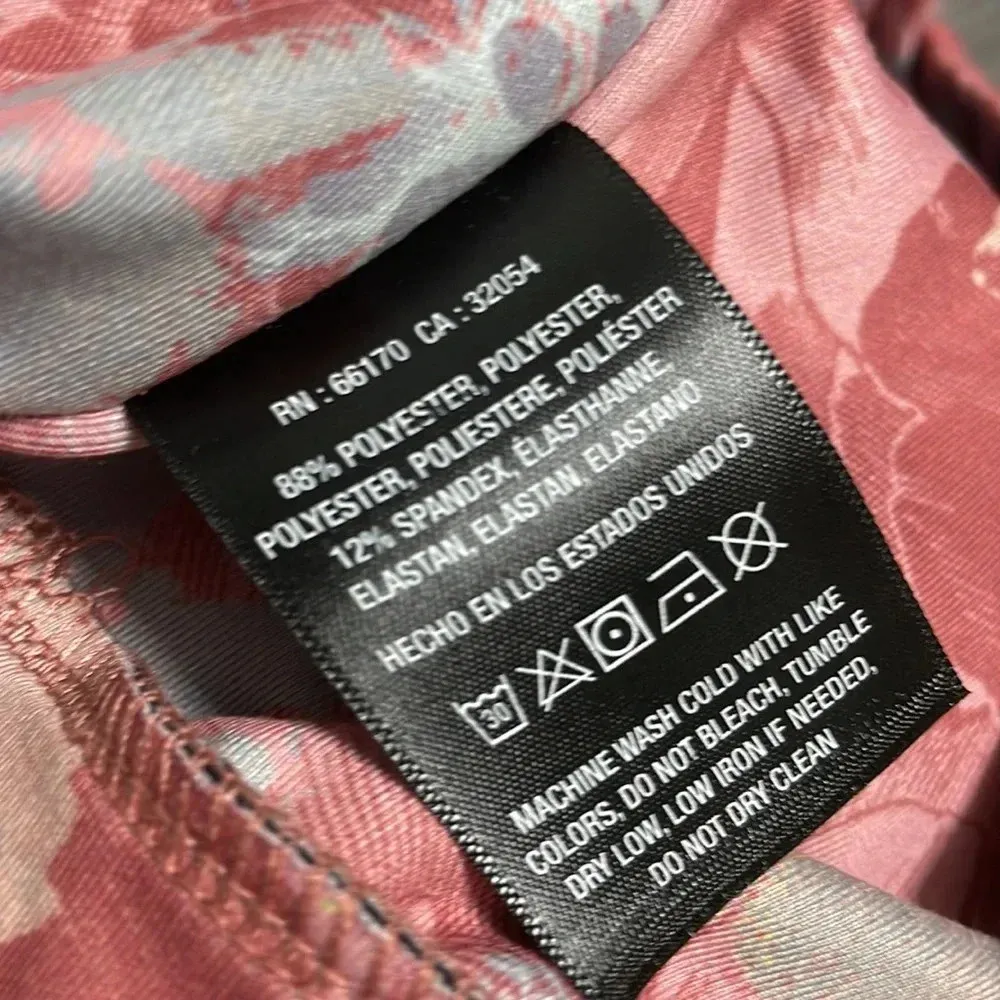 RN : 66170 CA : 32054
88% POLYESTER, POLYESTER,
POLYESTER, POLIESTERE, POLIÉSTER
12% SPANDEX, ÉLASTHANNE
ELASTAN, ELASTAN, ELASTANO
HECHO EN LOS ESTADOS UNIDOS
30
MACHINE WASH COLD WITH LIKE
COLORS, DO NOT BLEACH, TUMBLE
DRY LOW, LOW IRON IF NEEDED,
DO NOT DRY CLEAN